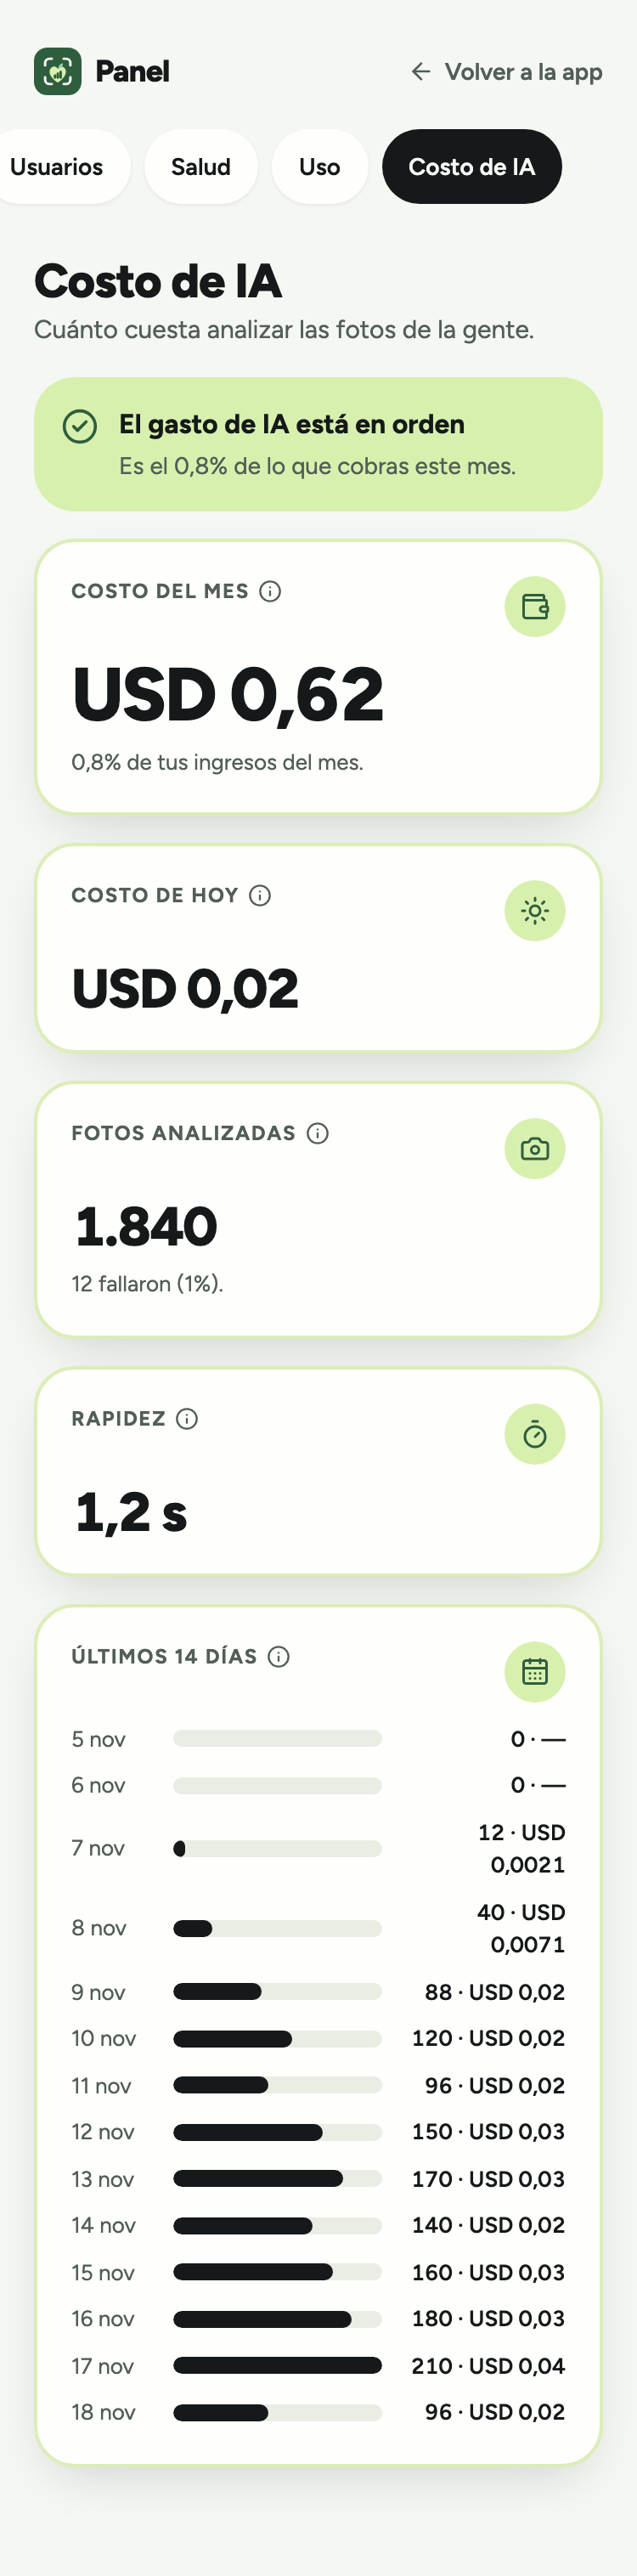 Panel
Volver a la app
Usuarios
Salud
Uso
Costo de IA
Costo de IA
Cuánto cuesta analizar las fotos de la gente.
El gasto de IA está en orden
Es el 0,8% de lo que cobras este mes.
COSTO DEL MES
USD 0,62
0,8% de tus ingresos del mes.
COSTO DE HOY
USD 0,02
FOTOS ANALIZADAS
1.840
12 fallaron (1%).
RAPIDEZ
1,2 s
ÚLTIMOS 14 DÍAS
5 nov 0 · —
6 nov 0 · —
7 nov 12 · USD
0,0021
8 nov 40 · USD
0,0071
9 nov 88 · USD 0,02
10 nov 120 · USD 0,02
11 nov 96 · USD 0,02
12 nov 150 · USD 0,03
13 nov 170 · USD 0,03
14 nov 140 · USD 0,02
15 nov 160 · USD 0,03
16 nov 180 · USD 0,03
17 nov 210 · USD 0,04
18 nov 96 · USD 0,02